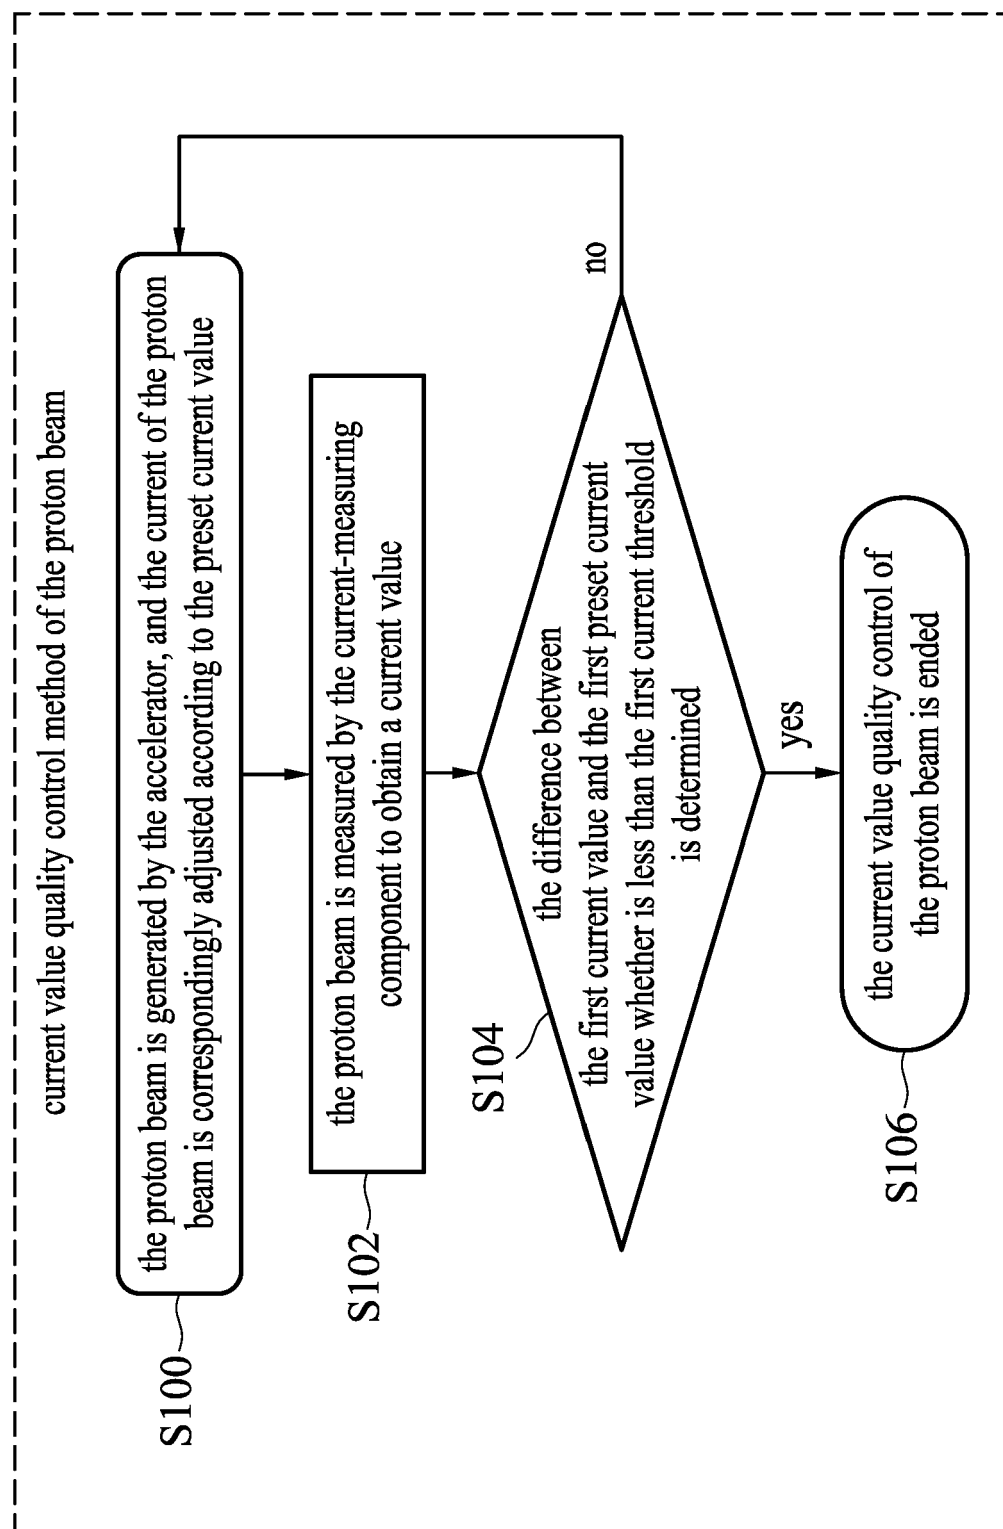 current value quality control method of the proton beam
the proton beam is generated by the accelerator, and the current of the proton
beam is correspondingly adjusted according to the preset current value
S100
the proton beam is measured by the current-measuring
component to obtain a current value
S102
the difference between
the first current value and the first preset current
value whether is less than the first current threshold
is determined
S104
no
yes
the current value quality control of
the proton beam is ended
S106